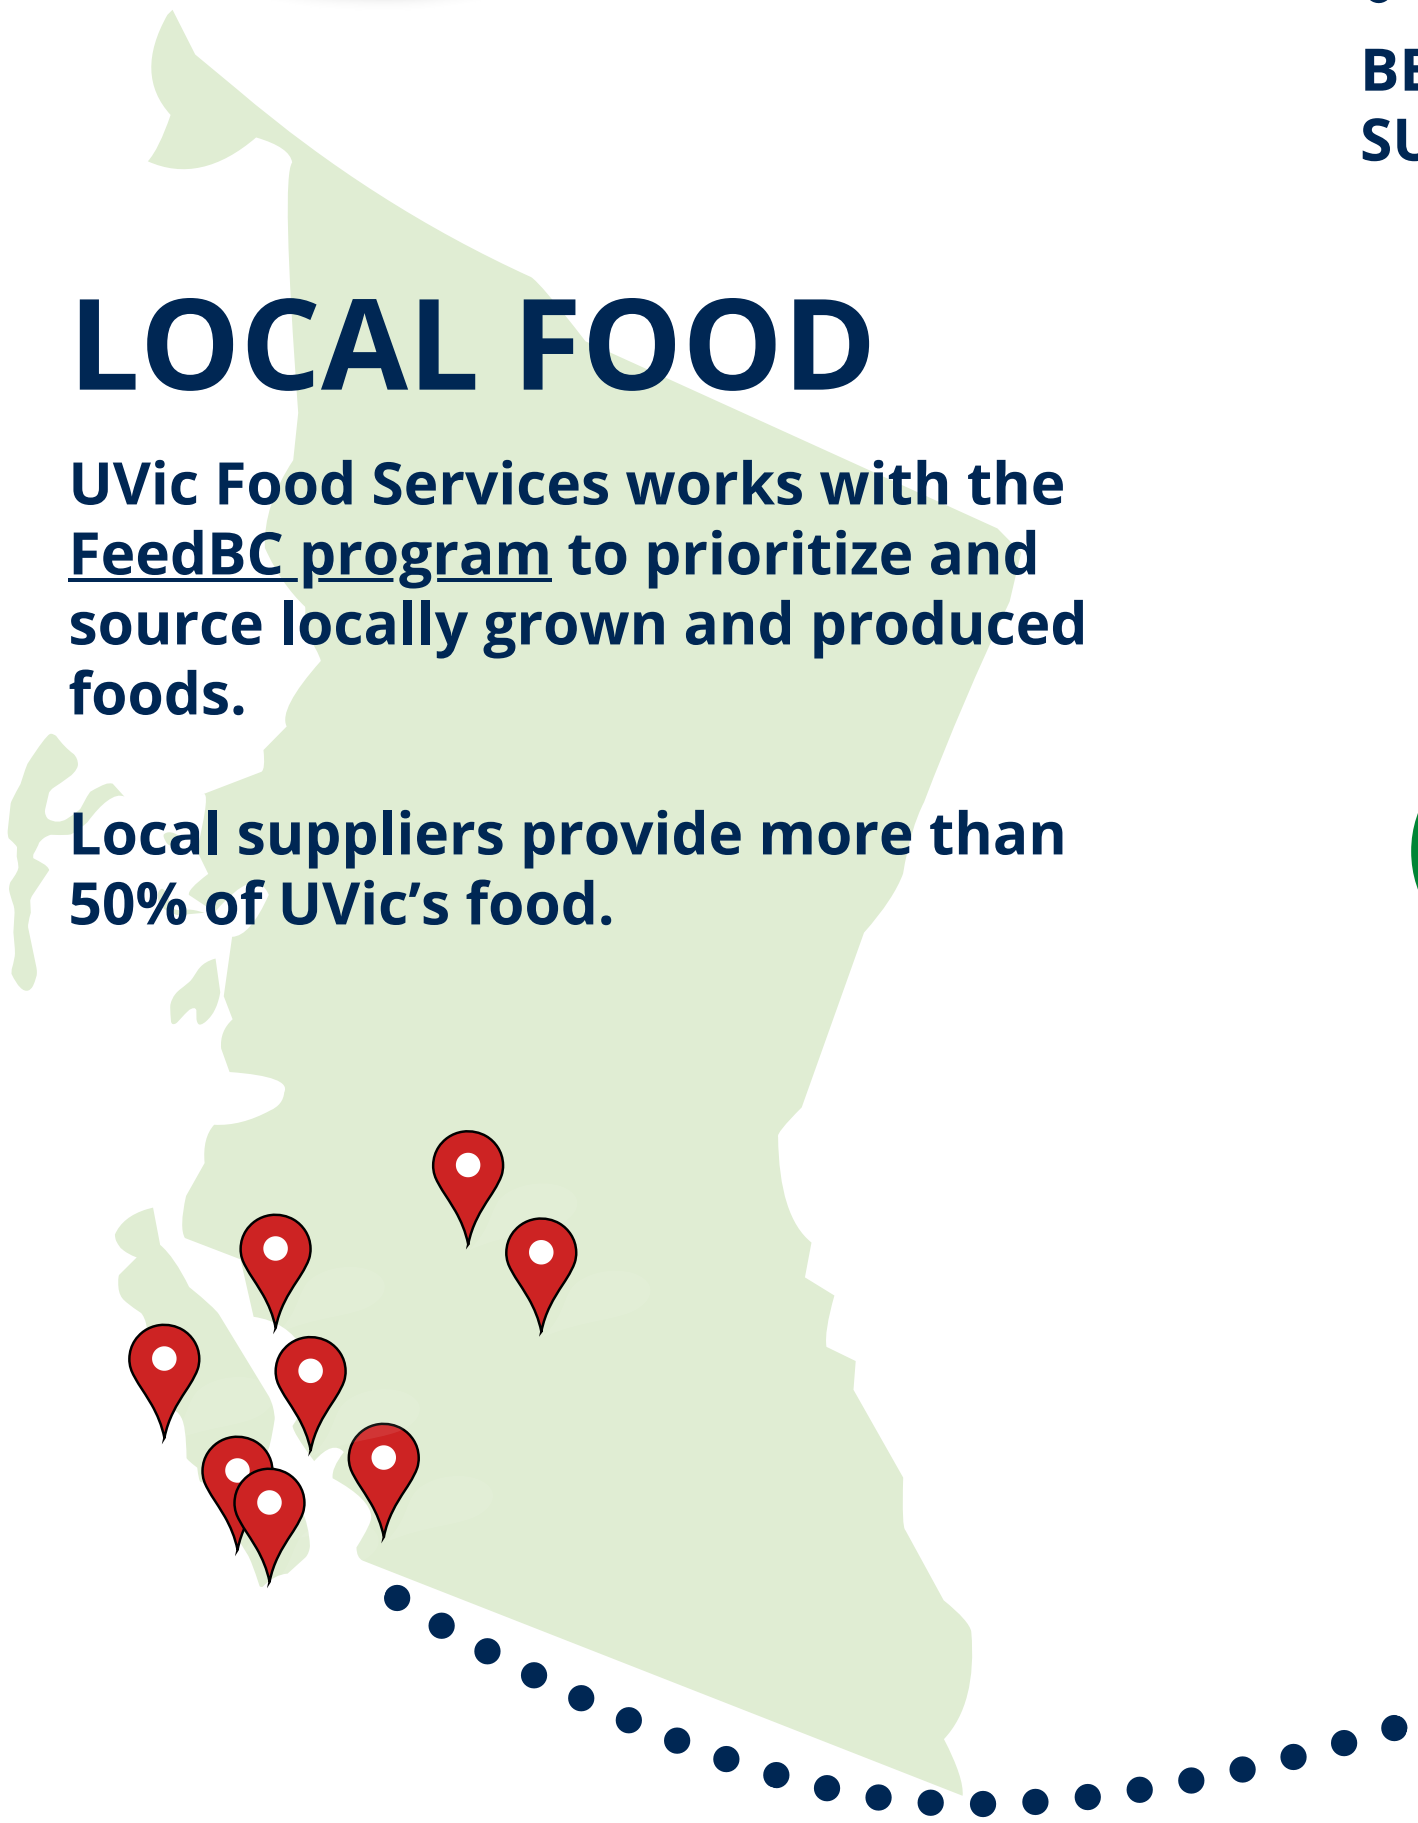 LOCAL FOOD
UVic Food Services works with the
FeedBC program to prioritize and
source locally grown and produced
foods.
Local suppliers provide more than
50% of UVic’s food.